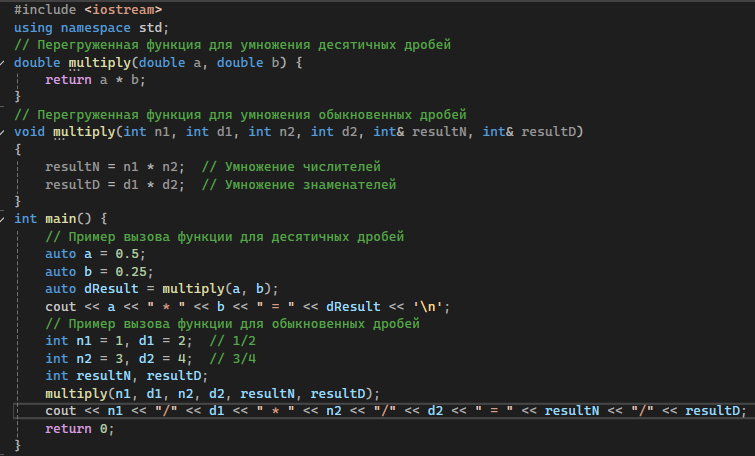 #include <iostream>
using namespace std;
// Перегруженная функция для умножения десятичных дробей
double multiply(double a, double b) {
    return a * b;
}
// Перегруженная функция для умножения обыкновенных дробей
void multiply(int n1, int d1, int n2, int d2, int& resultN, int& resultD)
{
    resultN = n1 * n2;  // Умножение числителей
    resultD = d1 * d2;  // Умножение знаменателей
}
int main() {
    // Пример вызова функции для десятичных дробей
    auto a = 0.5;
    auto b = 0.25;
    auto dResult = multiply(a, b);
    cout << a << " * " << b << " = " << dResult << '\n';
    // Пример вызова функции для обыкновенных дробей
    int n1 = 1, d1 = 2;  // 1/2
    int n2 = 3, d2 = 4;  // 3/4
    int resultN, resultD;
    multiply(n1, d1, n2, d2, resultN, resultD);
    cout << n1 << "/" << d1 << " * " << n2 << "/" << d2 << " = " << resultN << "/" << resultD;
    return 0;
}